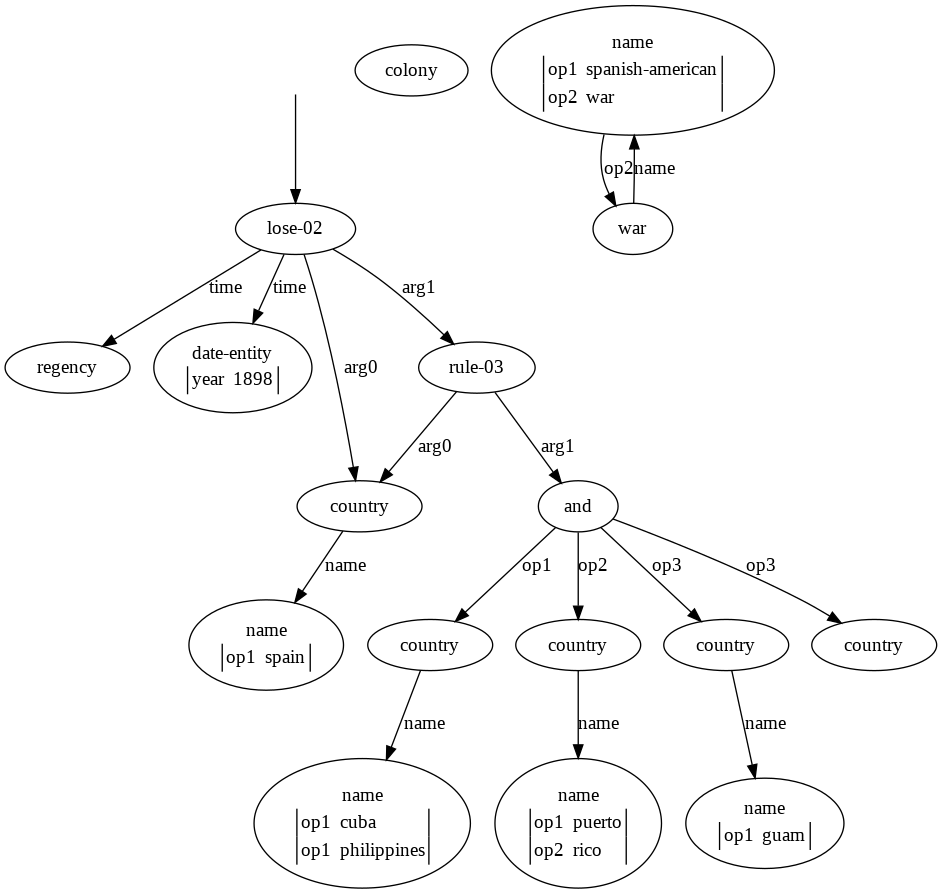 name
colony
op1 spanish-american
op2 war
op2 name
lose-02
war
time
time
arg1
date-entity
regency
year 1898
arg0
rule-03
arg0
arg1
country
and
name
op1
op2
op3
op3
name
op1 spain
country
country
country
country
name
name
name
name
op1 cuba
op1 philippines
name
op1 puerto
op2 rico
name
op1 guam